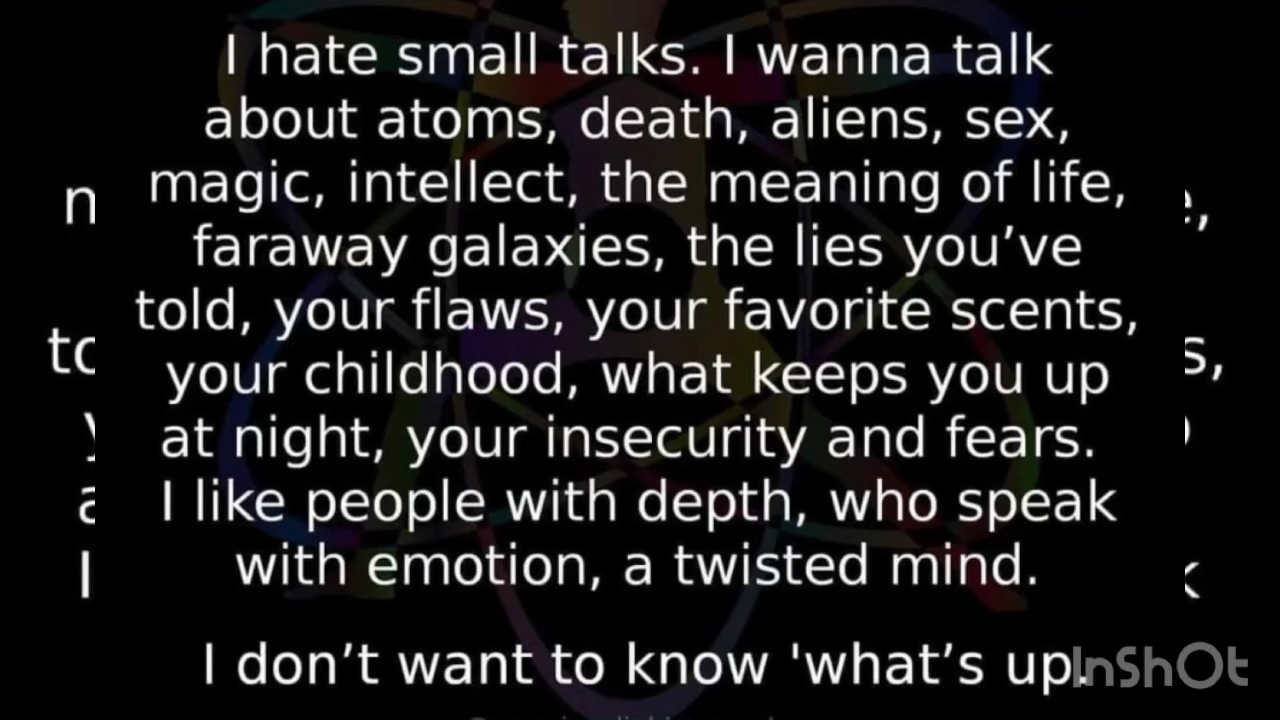 I hate small talks. I wanna talk
about atoms, death, aliens, sex,
magic, intellect, the meaning of life,
faraway galaxies, the lies you’ve
told, your flaws, your favorite scents,
your childhood, what keeps you up
at night, your insecurity and fears.
I like people with depth, who speak
with emotion, a twisted mind.
I don’t want to know 'what’s up.
InShOt